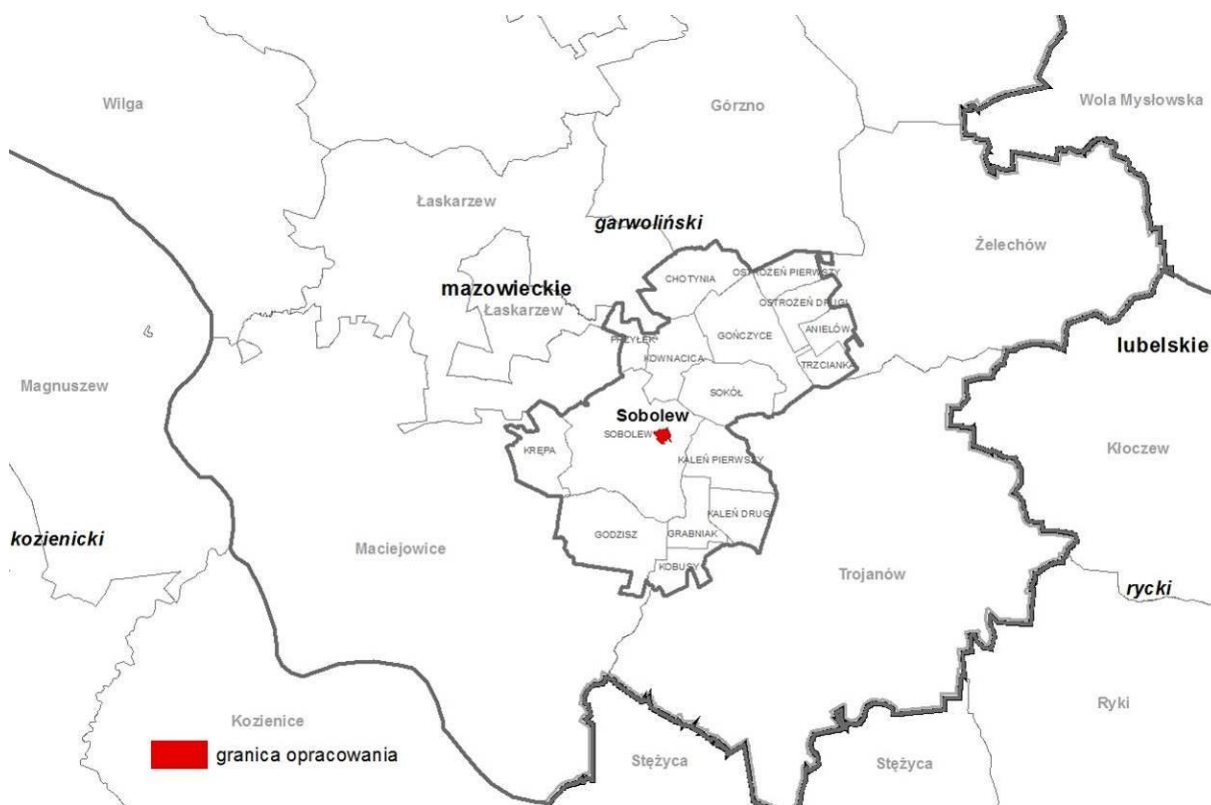 Wilga
Górzno
Wola Mysłowska
Łaskarzew
garwoliński
Żelechów
CHOTYNIA
OSTROŻEŃ PIERWSZY
mazowieckie
OSTROŻEŃ DRUGI
Łaskarzew
ANIELÓW
GOŃCZYCE
PRZYŁĘK
lubelskie
KOWNACICA
TRZCIANKA
Magnuszew
SOKÓŁ
Sobolew
SOBOLEW
KRĘPA
KALEŃ PIERWSZY
Kłoczew
KALEŃ DRUGI
kozienicki
GODZISZ
GRABNIAK
Maciejowice
KOBUSY
Trojanów
rycki
Ryki
Kozienice
granica opracowania
Stężyca
Stężyca